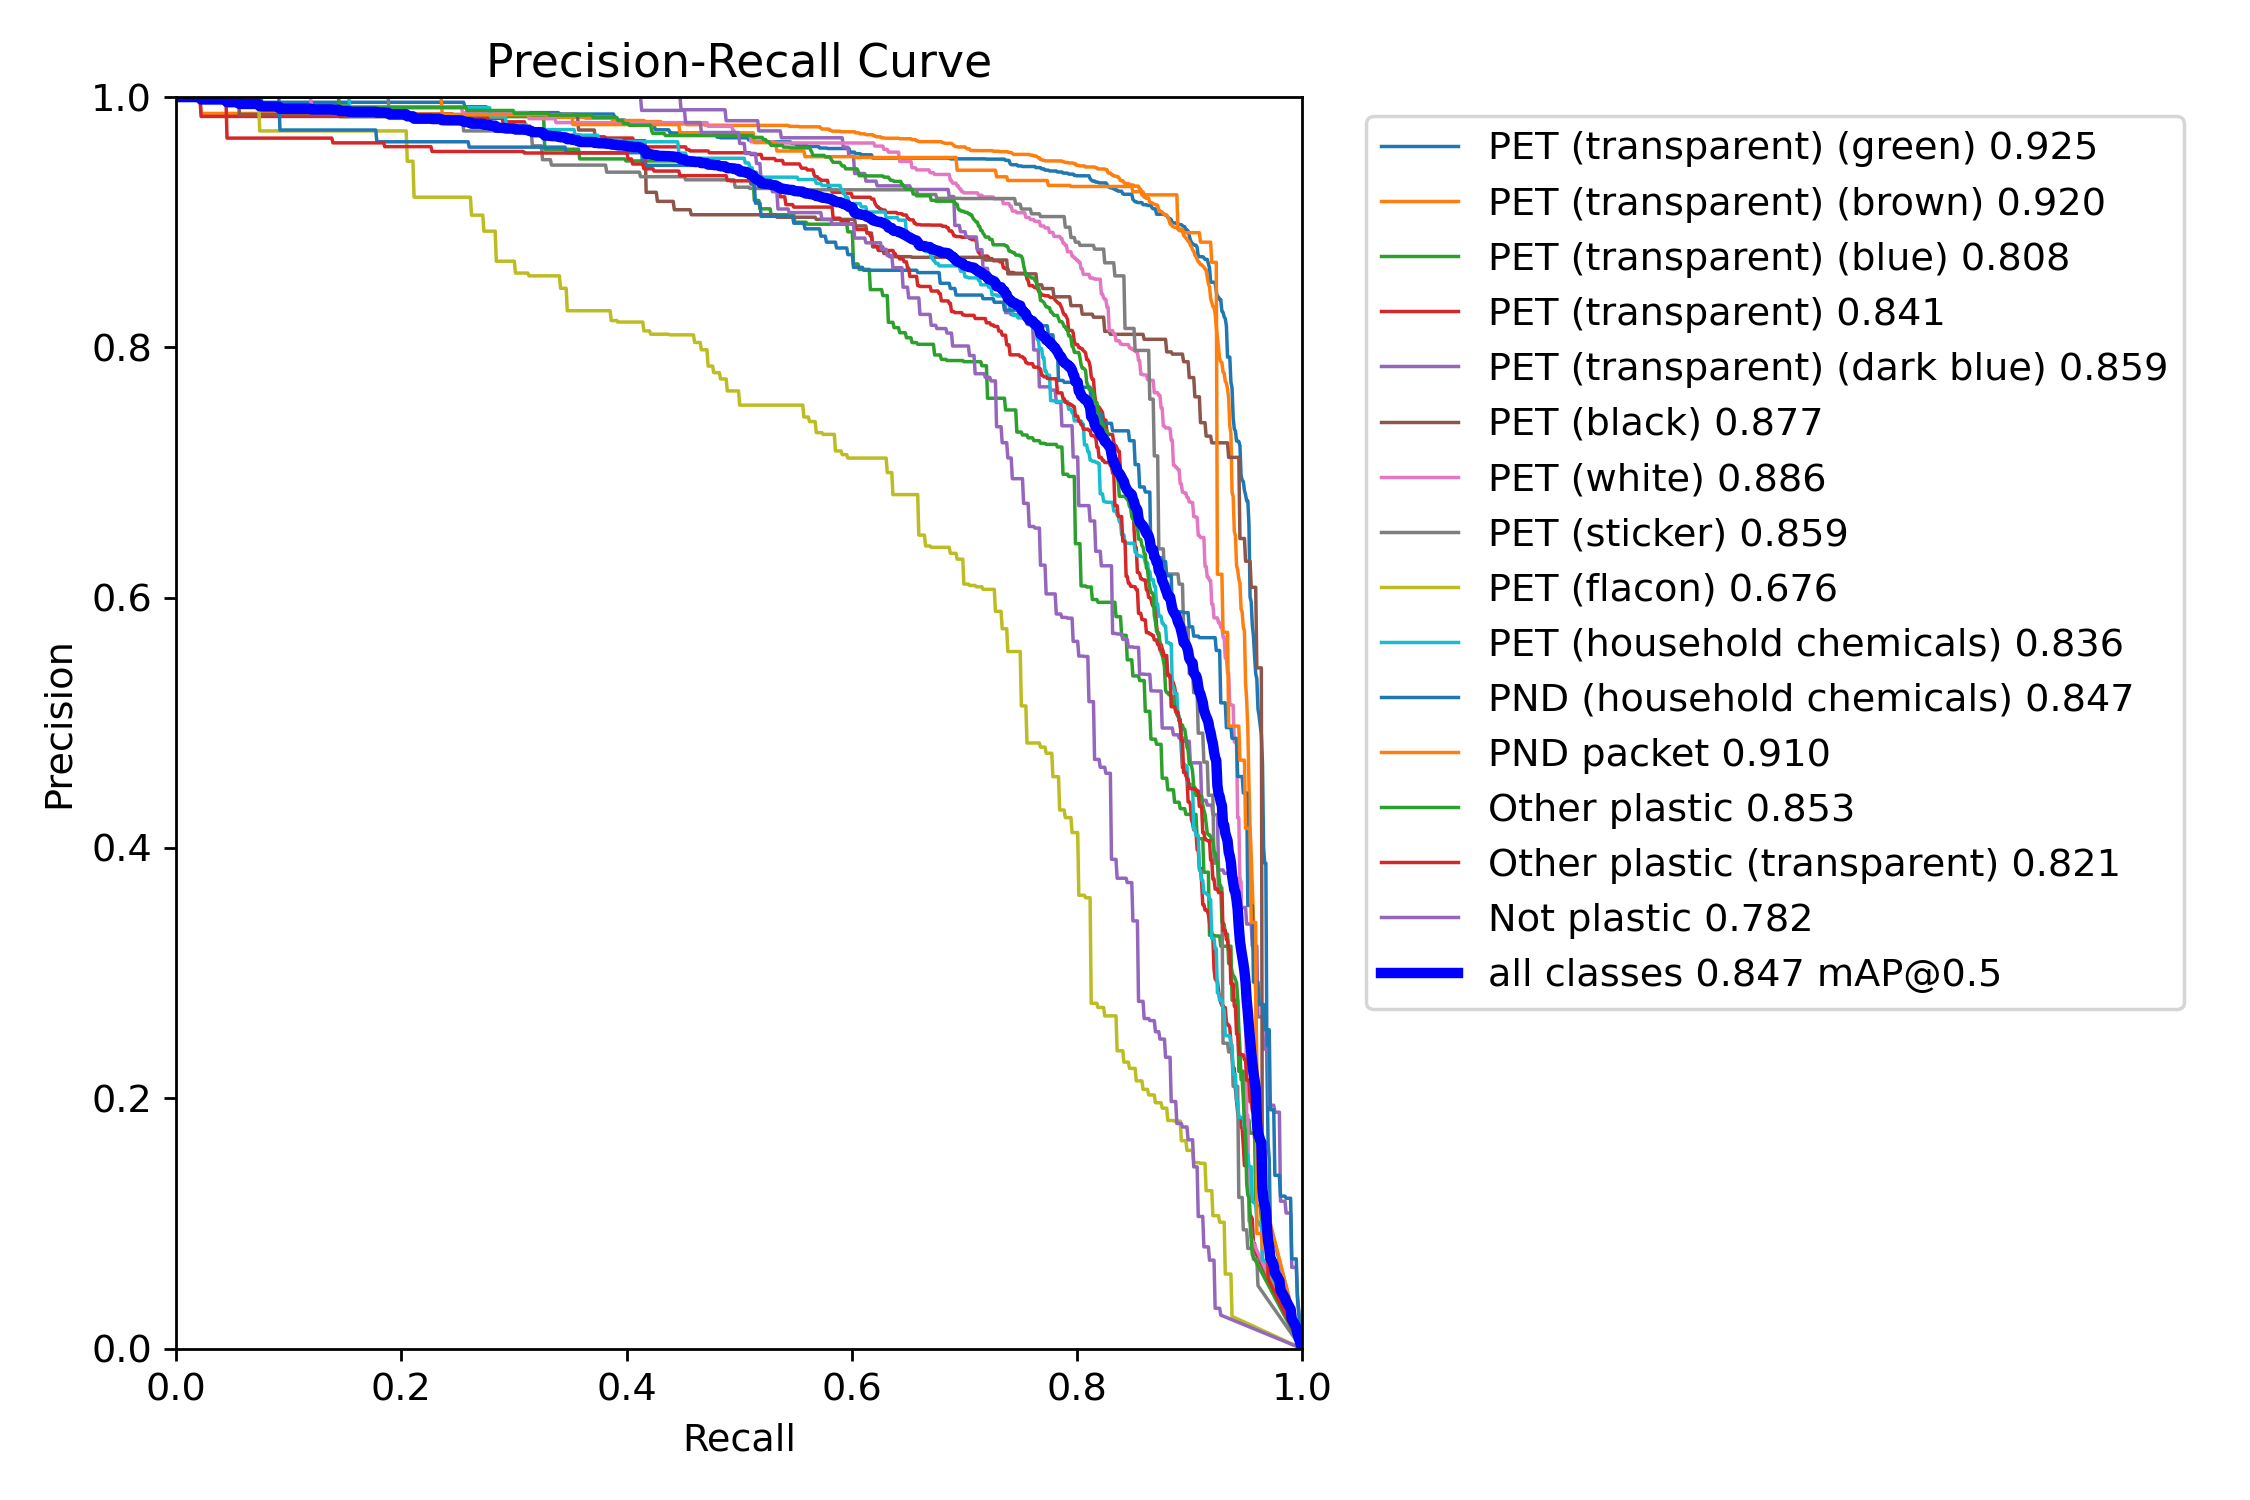 Precision-Recall Curve
1.0
0.8
0.6
0.4
0.2
0.0
Precision
0.0 0.2 0.4 0.6 0.8 1.0
Recall
PET (transparent) (green) 0.925
PET (transparent) (brown) 0.920
PET (transparent) (blue) 0.808
PET (transparent) 0.841
PET (transparent) (dark blue) 0.859
PET (black) 0.877
PET (white) 0.886
PET (sticker) 0.859
PET (flacon) 0.676
PET (household chemicals) 0.836
PND (household chemicals) 0.847
PND packet 0.910
Other plastic 0.853
Other plastic (transparent) 0.821
Not plastic 0.782
all classes 0.847 mAP@0.5